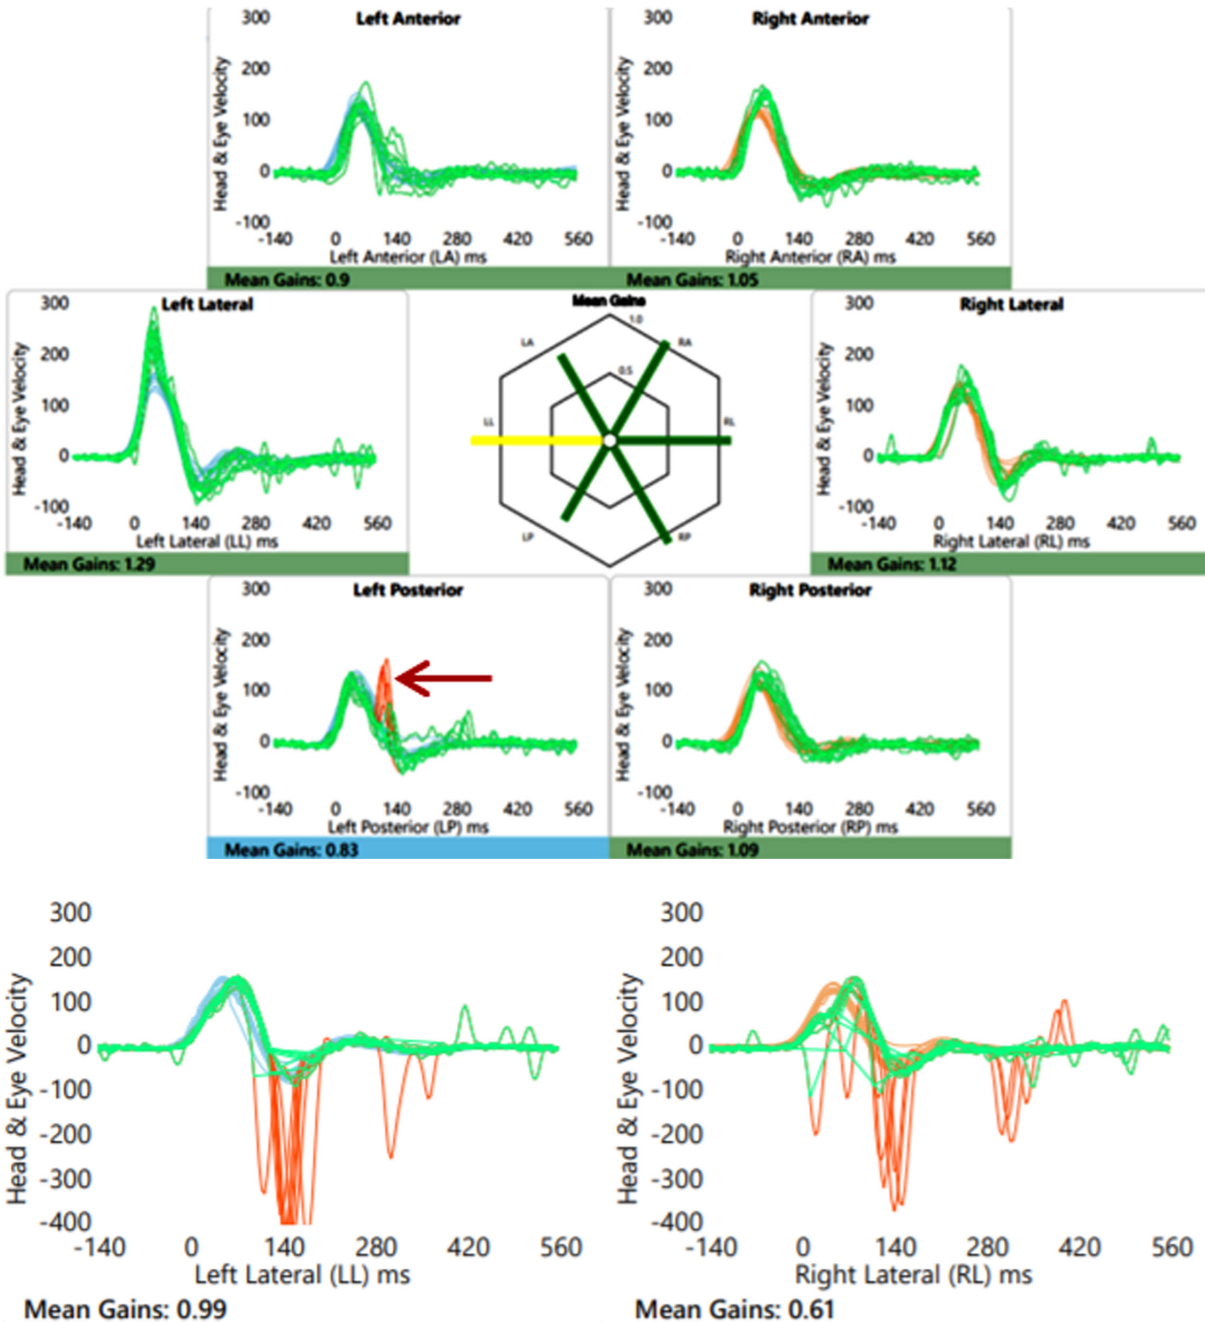 Left Anterior
Head & Eye Velocity
300
200
100
0
-100
-140 0 140 280 420 560
Left Anterior (LA) ms
Mean Gains: 0.9
Right Anterior
Head & Eye Velocity
300
200
100
0
-100
-140 0 140 280 420 560
Right Anterior (RA) ms
Mean Gains: 1.05
Left Lateral
Head & Eye Velocity
300
200
100
0
-100
-140 0 140 280 420 560
Left Lateral (LL) ms
Mean Gains: 1.29
Mean Gains
1.0
0.5
LA
RA
LL
RL
LP
RP
Right Lateral
Head & Eye Velocity
300
200
100
0
-100
-140 0 140 280 420 560
Right Lateral (RL) ms
Mean Gains: 1.12
Left Posterior
Head & Eye Velocity
300
200
100
0
-100
-140 0 140 280 420 560
Left Posterior (LP) ms
Mean Gains: 0.83
Right Posterior
Head & Eye Velocity
300
200
100
0
-100
-140 0 140 280 420 560
Right Posterior (RP) ms
Mean Gains: 1.09
Head & Eye Velocity
300
200
100
0
-100
-200
-300
-400
-140 0 140 280 420 560
Left Lateral (LL) ms
Mean Gains: 0.99
Head & Eye Velocity
300
200
100
0
-100
-200
-300
-400
-140 0 140 280 420 560
Right Lateral (RL) ms
Mean Gains: 0.61